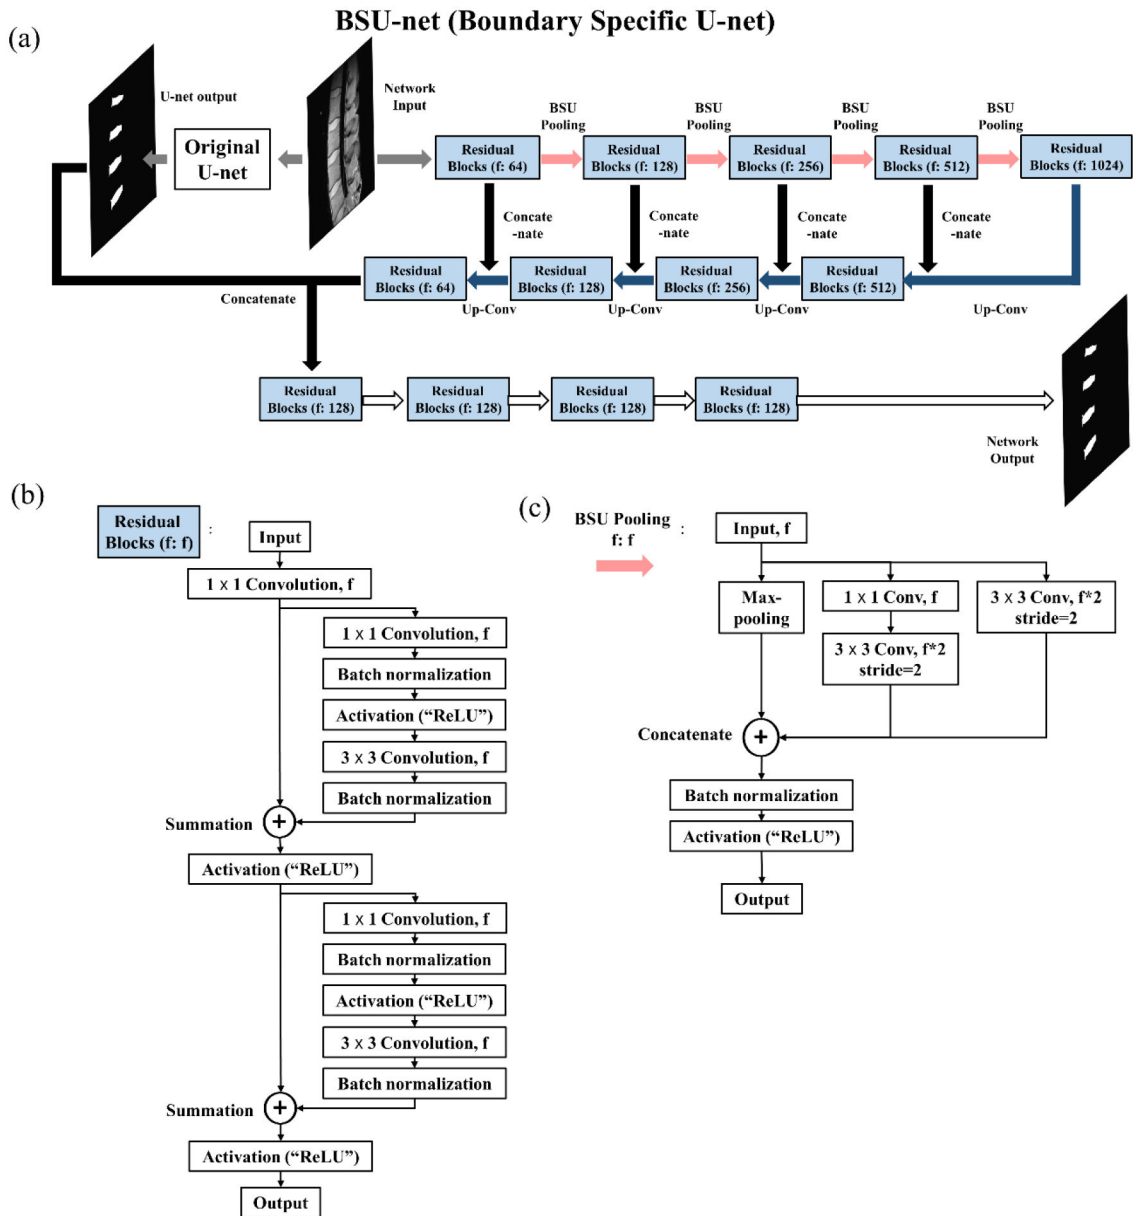 BSU-net (Boundary Specific U-net)
(a)
U-net output
Original
U-net
Network
Input
BSU
Pooling
BSU
Pooling
BSU
Pooling
BSU
Pooling
Residual
Blocks (f: 64)
Residual
Blocks (f: 128)
Residual
Blocks (f: 256)
Residual
Blocks (f: 512)
Residual
Blocks (f: 1024)
Concate
-nate
Concate
-nate
Concate
-nate
Concate
-nate
Residual
Blocks (f: 64)
Residual
Blocks (f: 128)
Residual
Blocks (f: 256)
Residual
Blocks (f: 512)
Concatenate
Up-Conv
Up-Conv
Up-Conv
Up-Conv
Residual
Blocks (f: 128)
Residual
Blocks (f: 128)
Residual
Blocks (f: 128)
Residual
Blocks (f: 128)
Network
Output
(b)
Residual
Blocks (f: f)
:
Input
1 x 1 Convolution, f
1 x 1 Convolution, f
Batch normalization
Activation (“ReLU”)
3 x 3 Convolution, f
Batch normalization
Summation
+
Activation (“ReLU”)
1 x 1 Convolution, f
Batch normalization
Activation (“ReLU”)
3 x 3 Convolution, f
Batch normalization
Summation
+
Activation (“ReLU”)
Output
(c)
BSU Pooling
f: f
:
Input, f
Max-
pooling
1 x 1 Conv, f
3 x 3 Conv, f*2
stride=2
3 x 3 Conv, f*2
stride=2
Concatenate
+
Batch normalization
Activation (“ReLU”)
Output